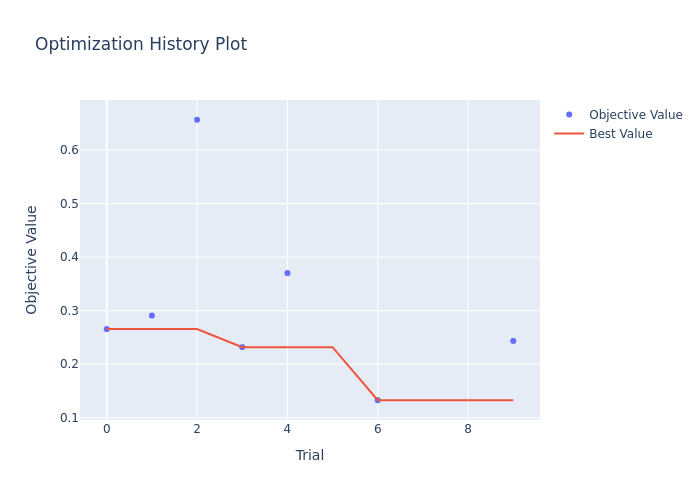 Optimization History Plot
Objective Value
Best Value
Objective Value
0.6
0.5
0.4
0.3
0.2
0.1
0 2 4 6 8
Trial